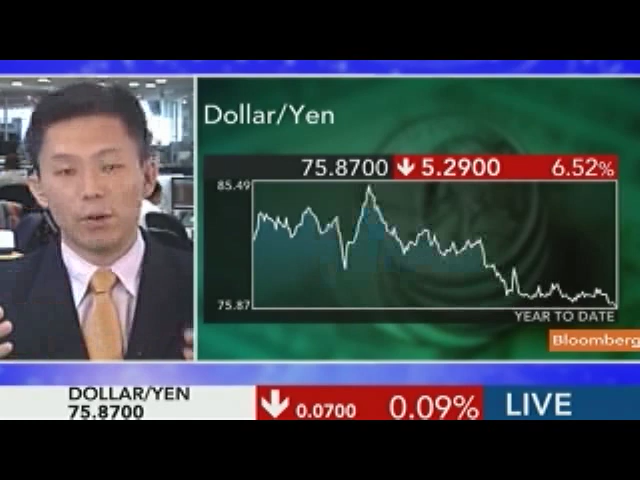 Dollar/Yen
75.8700 5.2900 6.52%
85.49
75.87
YEAR TO DATE
Bloomberg
DOLLAR/YEN
75.8700
0.0700 0.09% LIVE